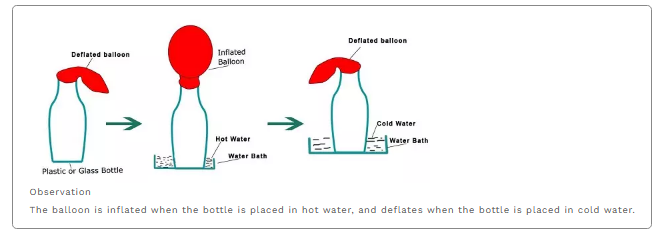 Deflated balloon
Plastic or Glass Bottle
Inflated
Balloon
Hot Water
Water Bath
Deflated balloon
Cold Water
Water Bath
Observation
The balloon is inflated when the bottle is placed in hot water, and deflates when the bottle is placed in cold water.